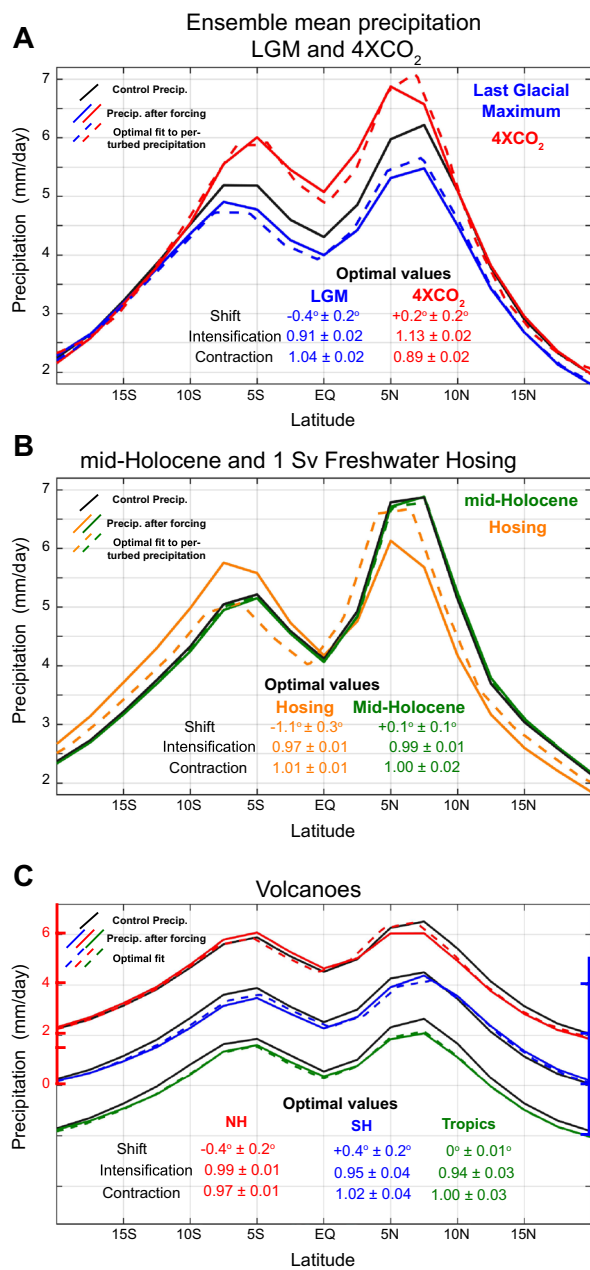 Ensemble mean precipitation
A
LGM and 4XCO₂
7
Control Precip.
Precip. after forcing
Optimal fit to per-
turbed precipitation
Last Glacial
Maximum
4XCO₂
6
5
4
3
2
Precipitation (mm/day)
Optimal values
LGM 4XCO₂
Shift -0.4° ± 0.2° +0.2° ± 0.2°
Intensification 0.91 ± 0.02 1.13 ± 0.02
Contraction 1.04 ± 0.02 0.89 ± 0.02
15S 10S 5S EQ 5N 10N 15N
Latitude
B
mid-Holocene and 1 Sv Freshwater Hosing
7
Control Precip.
Precip. after forcing
Optimal fit to per-
turbed precipitation
mid-Holocene
Hosing
6
5
4
3
2
Precipitation (mm/day)
Optimal values
Hosing Mid-Holocene
Shift -1.1° ± 0.3° +0.1° ± 0.1°
Intensification 0.97 ± 0.01 0.99 ± 0.01
Contraction 1.01 ± 0.01 1.00 ± 0.02
15S 10S 5S EQ 5N 10N 15N
Latitude
C
Volcanoes
Control Precip.
Precip. after forcing
Optimal fit
6
4
2
0
Precipitation (mm/day)
Optimal values
NH SH Tropics
Shift -0.4° ± 0.2° +0.4° ± 0.2° 0° ± 0.01°
Intensification 0.99 ± 0.01 0.95 ± 0.04 0.94 ± 0.03
Contraction 0.97 ± 0.01 1.02 ± 0.04 1.00 ± 0.03
15S 10S 5S EQ 5N 10N 15N
Latitude